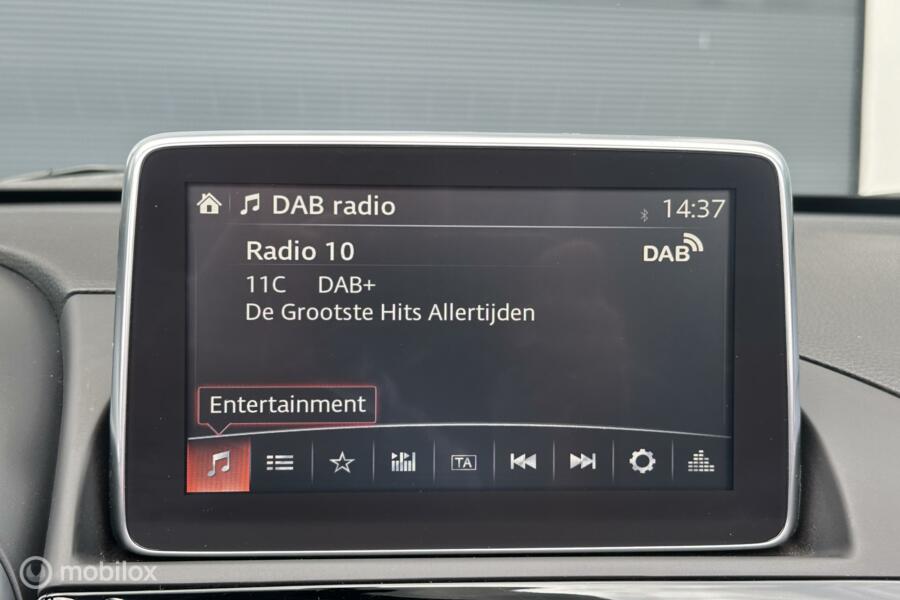 DAB radio
14:37
Radio 10
DAB
11C DAB+
De Grootste Hits Allertijden
Entertainment
TA
mobilox